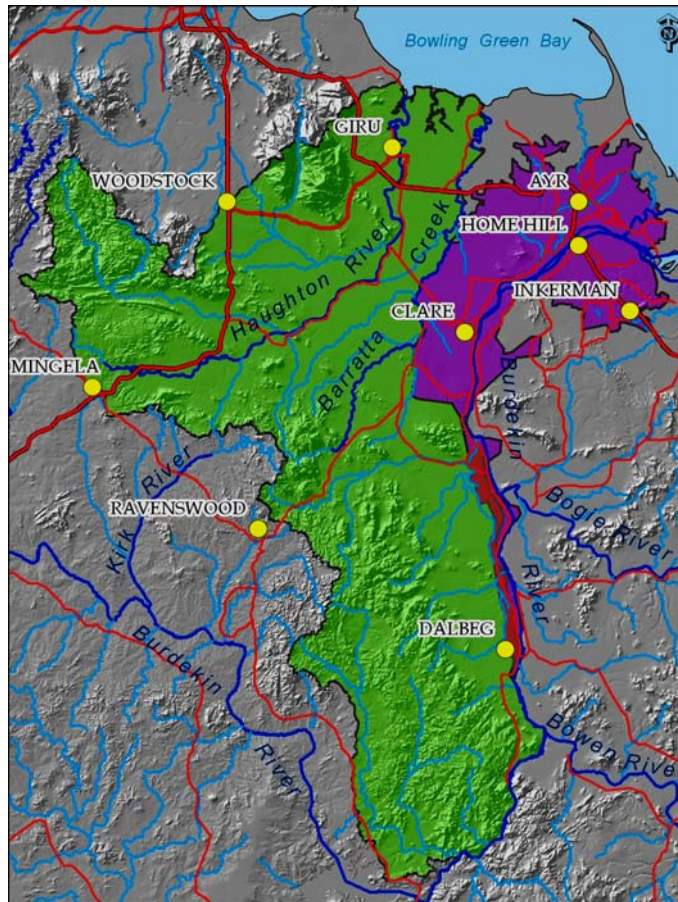 Bowling Green Bay
N
GIRU
WOODSTOCK
AYR
HOME HILL
Haughton River
Creek
INKERMAN
CLARE
MINGELA
Barratta
Burdekin
Kirk River
RAVENSWOOD
Bogie River
River
DALBEG
Burdekin
River
Bowen River